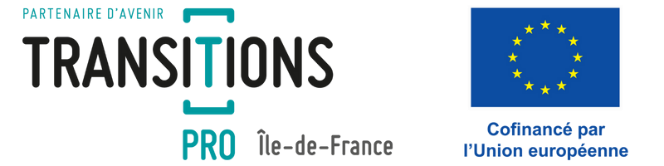 PARTENAIRE D'AVENIR
TRANSITIONS
PRO Île-de-France
Cofinancé par
l'Union européenne